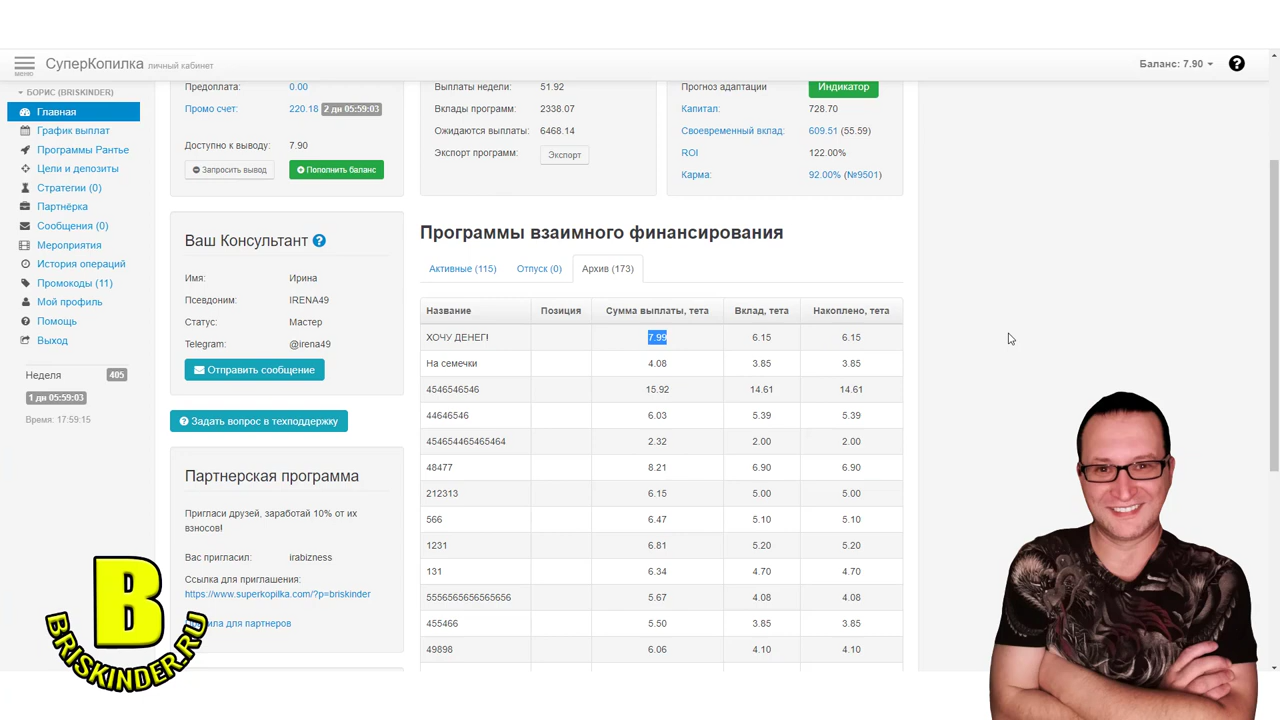 СуперКопилка личный кабинет
Баланс: 7.90
меню
БОРИС (BRISKINDER)
Главная
График выплат
Программы Рантье
Цели и депозиты
Стратегии (0)
Партнёрка
Сообщения (0)
Мероприятия
История операций
Промокоды (11)
Мой профиль
Помощь
Выход
Неделя 405
1 дн 05:59:03
Время: 17:59:15
Предоплата: 0.00
Промо счет: 220.18 2 дн 05:59:03
Доступно к выводу: 7.90
Запросить вывод Пополнить баланс
Выплаты недели: 51.92
Вклады программ: 2338.07
Ожидаются выплаты: 6468.14
Экспорт программ: Экспорт
Прогноз адаптации Индикатор
Капитал: 728.70
Своевременный вклад: 609.51 (55.59)
ROI 122.00%
Карма: 92.00% (№9501)
Ваш Консультант
Имя: Ирина
Псевдоним: IRENA49
Статус: Мастер
Telegram: @irena49
Отправить сообщение
Задать вопрос в техподдержку
Партнерская программа
Пригласи друзей, заработай 10% от их
взносов!
Вас пригласил: irabizness
Ссылка для приглашения:
https://www.superkopilka.com/?p=briskinder
для партнеров
Программы взаимного финансирования
Активные (115) Отпуск (0) Архив (173)
Название Позиция Сумма выплаты, тета Вклад, тета Накоплено, тета
ХОЧУ ДЕНЕГ! 7.99 6.15 6.15
На семечки 4.08 3.85 3.85
4546546546 15.92 14.61 14.61
44646546 6.03 5.39 5.39
454654465465464 2.32 2.00 2.00
48477 8.21 6.90 6.90
212313 6.15 5.00 5.00
566 6.47 5.10 5.10
1231 6.81 5.20 5.20
131 6.34 4.70 4.70
5556565656565656 5.67 4.08 4.08
455466 5.50 3.85 3.85
49898 6.06 4.10 4.10
B
BRISKINDER.RU